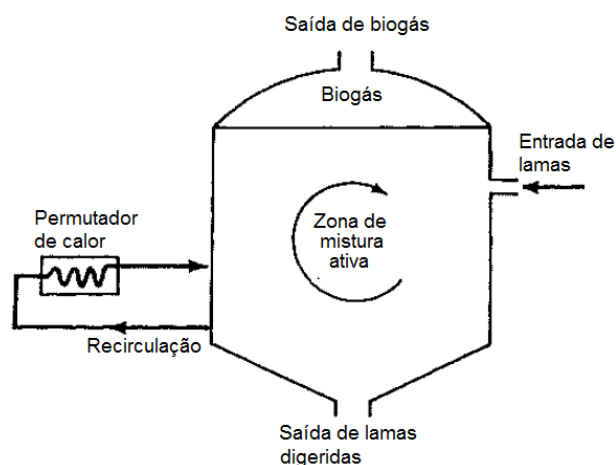 Saída de biogás
Biogás
Entrada de
lamas
Zona de
mistura
ativa
Permutador
de calor
Recirculação
Saída de lamas
digeridas